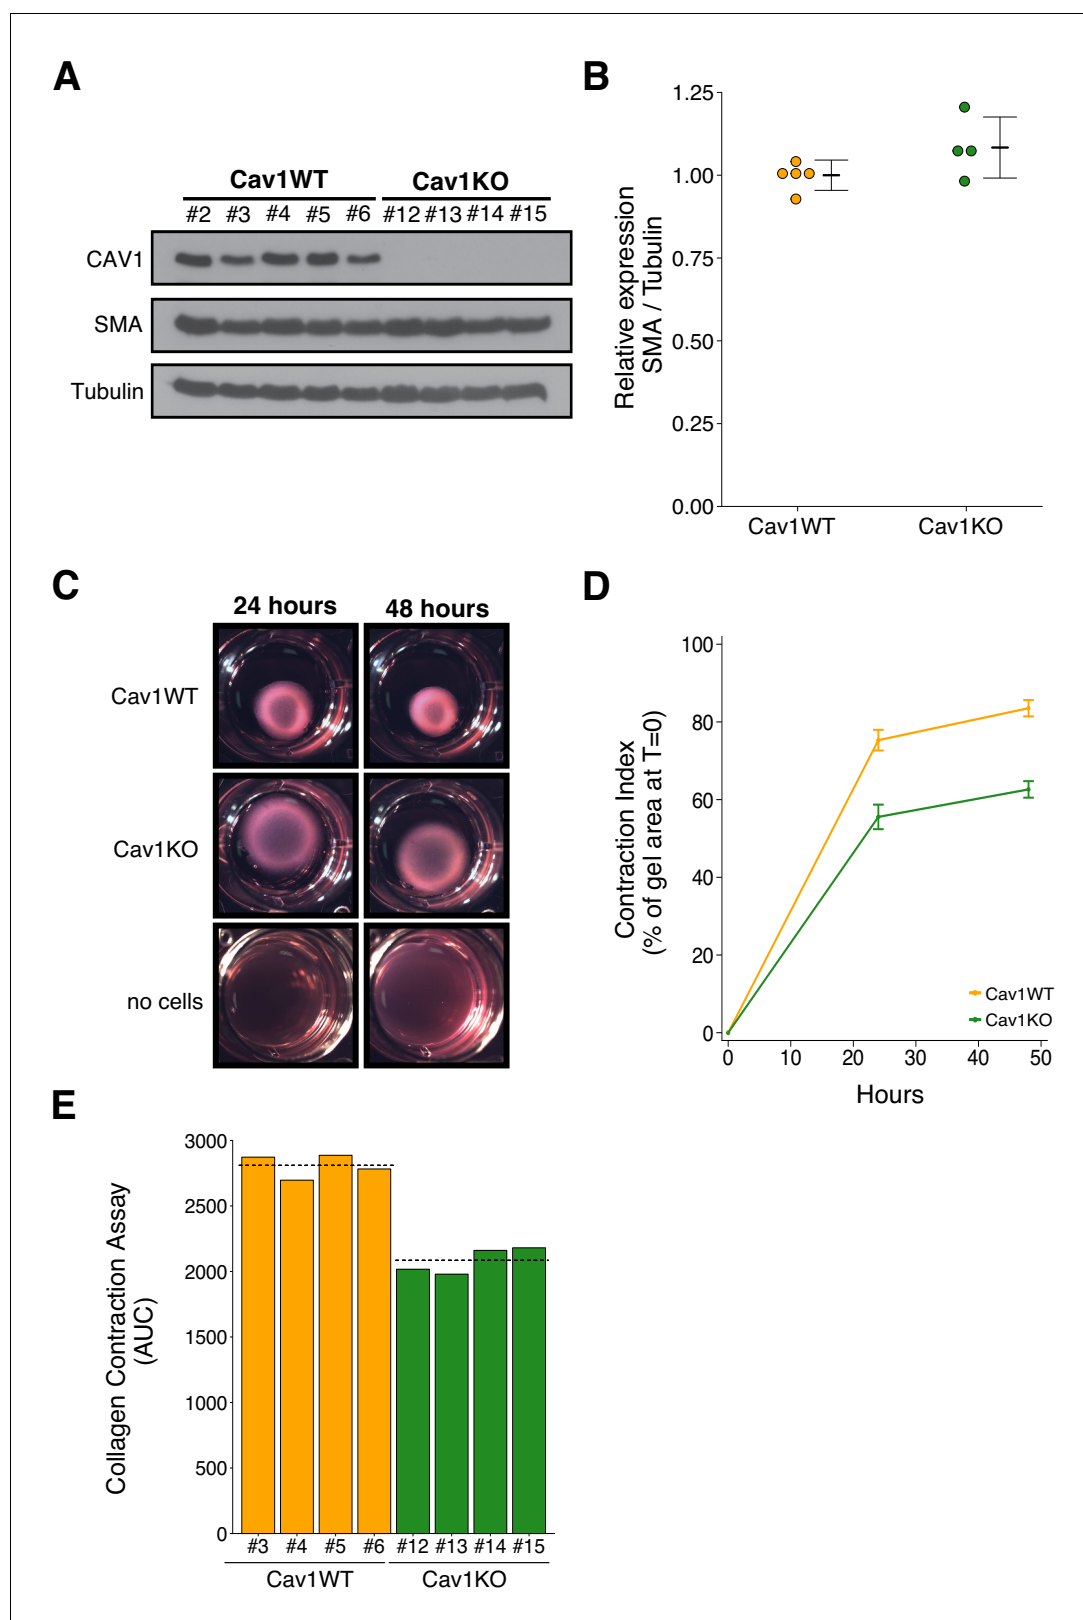 A
Cav1WT Cav1KO
#2 #3 #4 #5 #6 #12 #13 #14 #15
CAV1
SMA
Tubulin
B
Relative expression
SMA / Tubulin
1.25
1.00
0.75
0.50
0.25
0.00
Cav1WT Cav1KO
C
24 hours 48 hours
Cav1WT
Cav1KO
no cells
D
Contraction Index
(% of gel area at T=0)
100
80
60
40
20
0
0 10 20 30 40 50
Hours
Cav1WT
Cav1KO
E
Collagen Contraction Assay
(AUC)
3000
2500
2000
1500
1000
500
0
#3 #4 #5 #6 #12 #13 #14 #15
Cav1WT Cav1KO